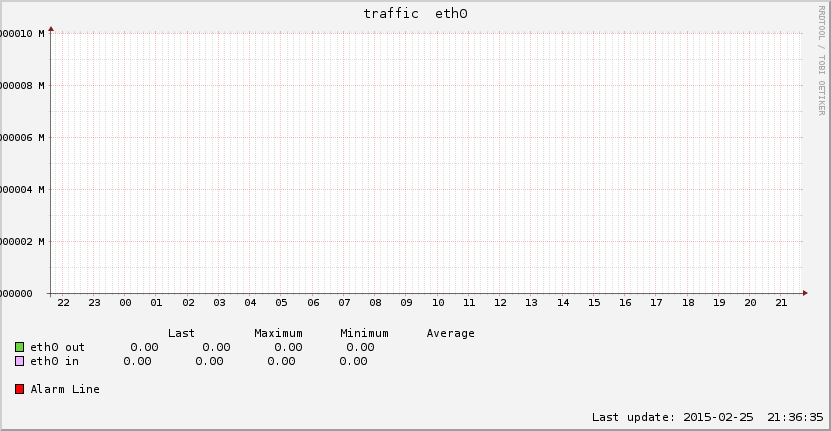 traffic eth0
RRDTOOL / TOBI OETIKER
000010 M
000008 M
000006 M
000004 M
000002 M
000000
22 23 00 01 02 03 04 05 06 07 08 09 10 11 12 13 14 15 16 17 18 19 20 21
Last Maximum Minimum Average
eth0 out 0.00 0.00 0.00 0.00
eth0 in 0.00 0.00 0.00 0.00
Alarm Line
Last update: 2015-02-25 21:36:35